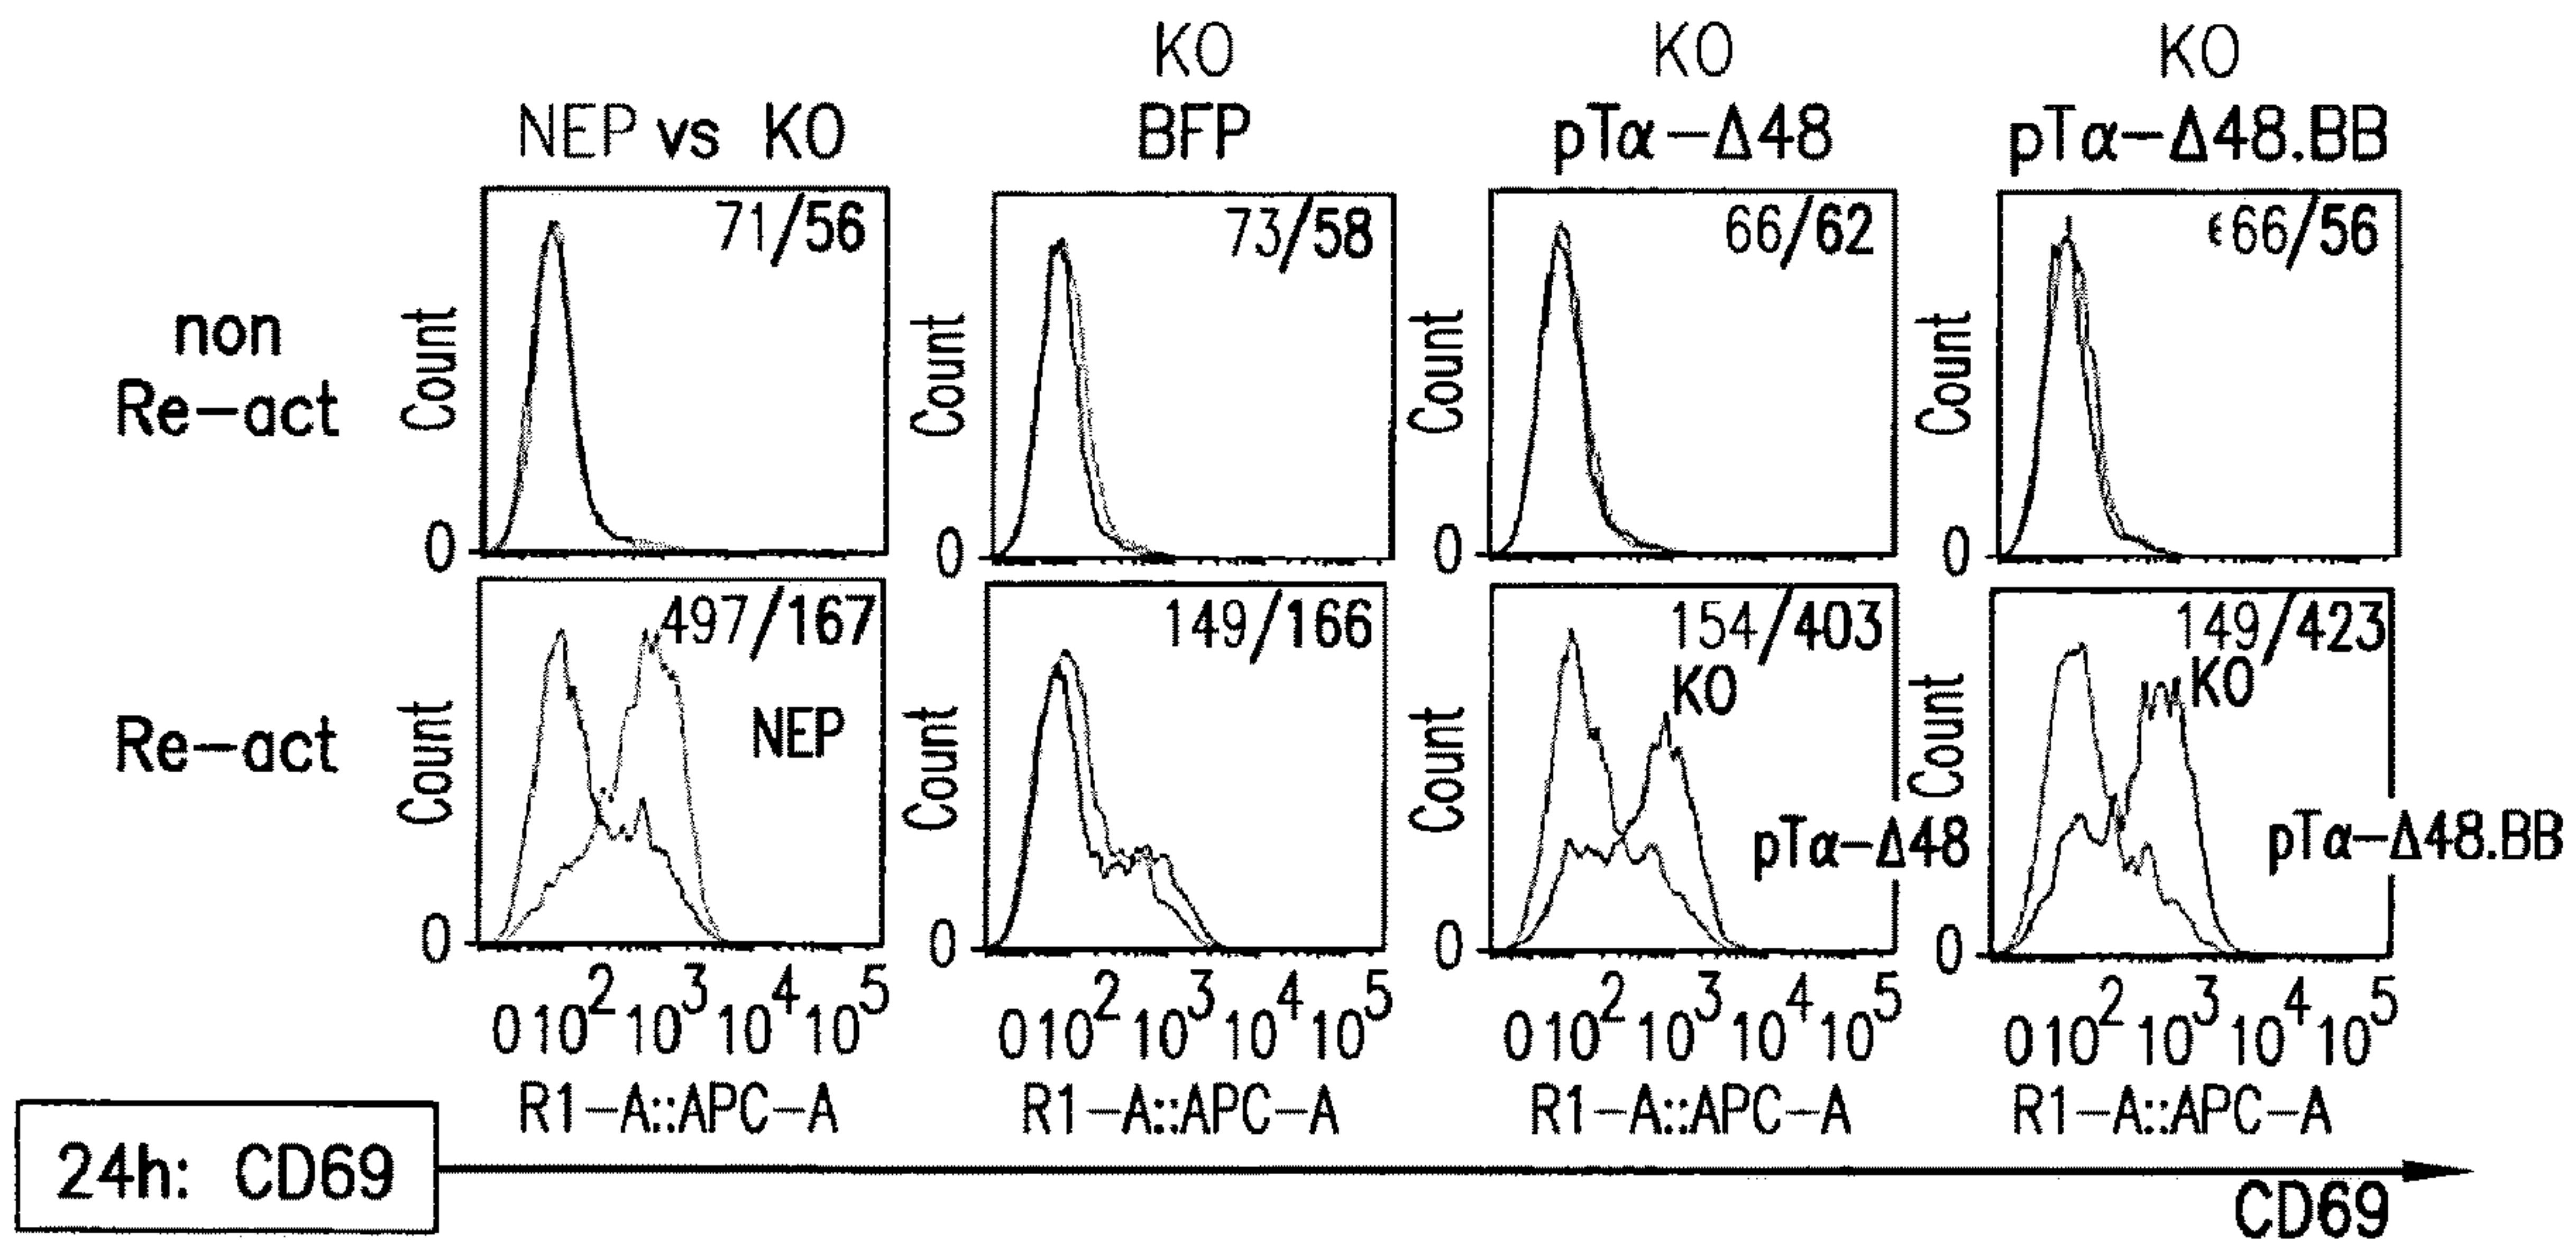 KO KO KO
NEP vs KO BFP pTα-Δ48 pTα-Δ48.BB
non
Re-act
Count 71/56
0
Count 73/58
0
Count 66/62
0
Count 66/56
0
Re-act
Count 497/167
NEP
0
Count 149/166
0
Count 154/403
KO
pTα-Δ48
0
Count 149/423
KO
pTα-Δ48.BB
0
0 10² 10³ 10⁴ 10⁵ 0 10² 10³ 10⁴ 10⁵ 0 10² 10³ 10⁴ 10⁵ 0 10² 10³ 10⁴ 10⁵
R1-A::APC-A R1-A::APC-A R1-A::APC-A R1-A::APC-A
24h: CD69
CD69